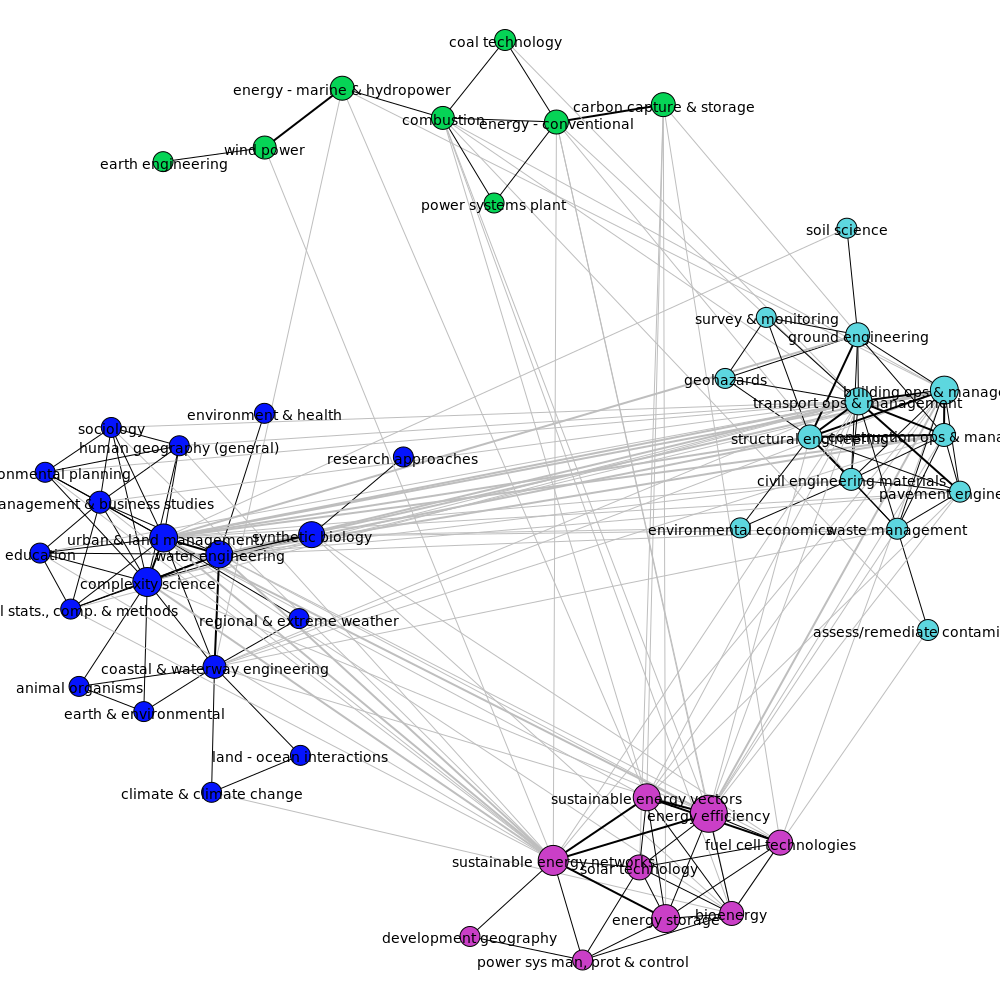 coal technology
energy - marine & hydropower
carbon capture & storage
combustion
energy - conventional
wind power
earth engineering
power systems plant
soil science
survey & monitoring
ground engineering
geohazards
building ops & manage
transport ops & management
environment & health
sociology
human geography (general)
structural engineering
construction ops & mana
research approaches
onmental planning
civil engineering materials
pavement engine
anagement & business studies
environmental economics
waste management
urban & land management
synthetic biology
education
water engineering
complexity science
l stats., comp. & methods
regional & extreme weather
assess/remediate contami
coastal & waterway engineering
animal organisms
earth & environmental
land - ocean interactions
climate & climate change
sustainable energy vectors
energy efficiency
fuel cell technologies
sustainable energy networks
solar technology
bioenergy
energy storage
development geography
power sys man, prot & control